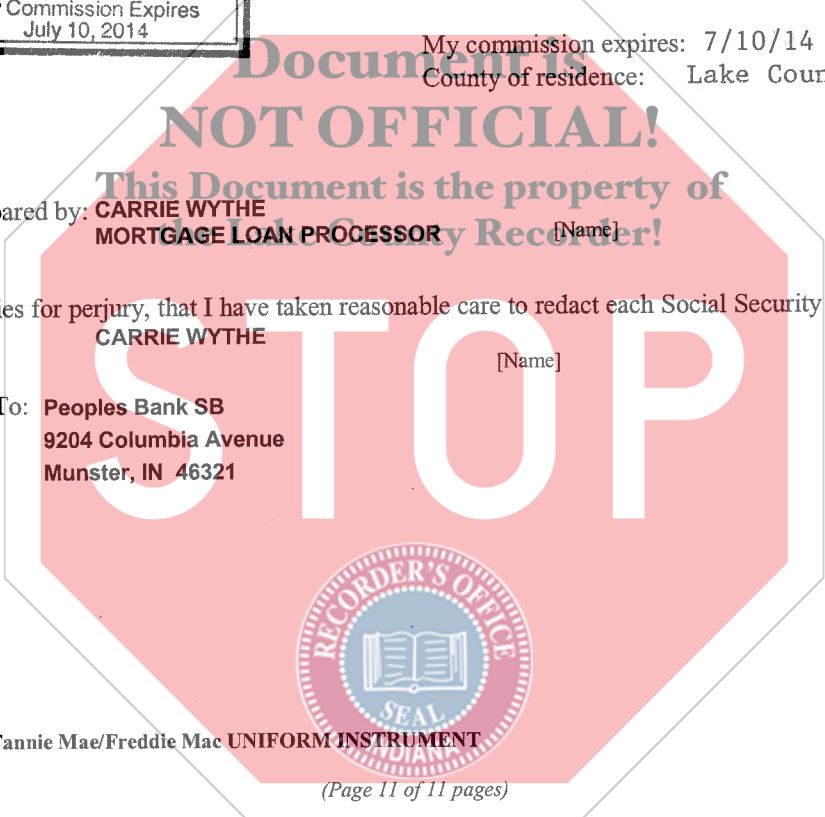 Commission Expires
July 10, 2014
My commission expires: 7/10/14
County of residence: Lake Coun
Document is
NOT OFFICIAL!
This Document is the property of
the Lake County Recorder!
ared by: CARRIE WYTHE
MORTGAGE LOAN PROCESSOR [Name]
ies for perjury, that I have taken reasonable care to redact each Social Security
CARRIE WYTHE
[Name]
STOP
To: Peoples Bank SB
9204 Columbia Avenue
Munster, IN 46321
RECORDER'S OFFICE
SEAL
INDIANA
Fannie Mae/Freddie Mac UNIFORM INSTRUMENT
(Page 11 of 11 pages)